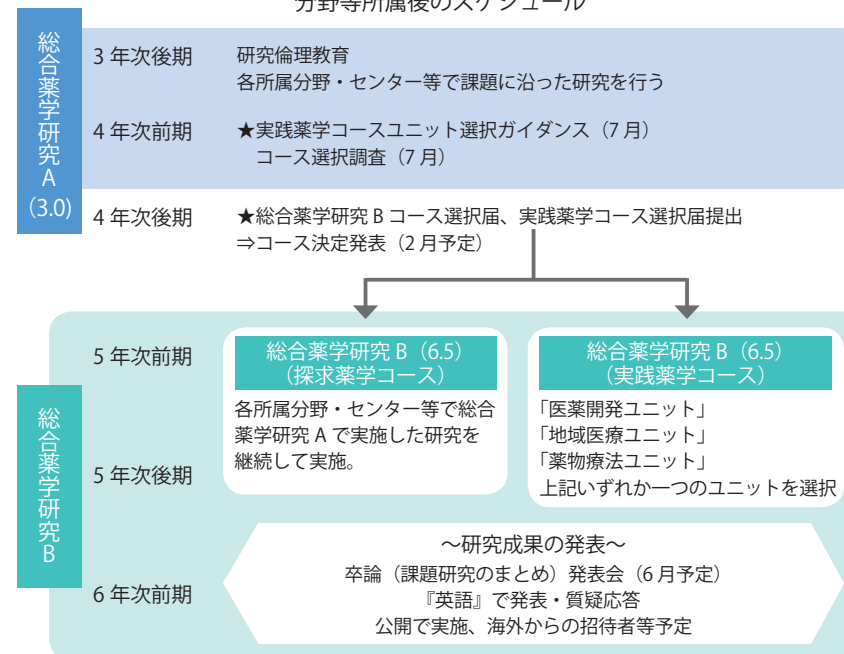 分野等所属後のスケジュール
総合薬学研究A
(3.0)
3 年次後期
研究倫理教育
各所属分野・センター等で課題に沿った研究を行う
4 年次前期
★実践薬学コースユニット選択ガイダンス（7 月）
コース選択調査（7 月）
4 年次後期
★総合薬学研究 B コース選択届、実践薬学コース選択届提出
⇒コース決定発表（2 月予定）
総合薬学研究B
5 年次前期
総合薬学研究 B（6.5）
（探求薬学コース）
各所属分野・センター等で総合
薬学研究 A で実施した研究を
継続して実施。
総合薬学研究 B（6.5）
（実践薬学コース）
「医薬開発ユニット」
「地域医療ユニット」
「薬物療法ユニット」
上記いずれか一つのユニットを選択
5 年次後期
6 年次前期
～研究成果の発表～
卒論（課題研究のまとめ）発表会（6 月予定）
『英語』で発表・質疑応答
公開で実施、海外からの招待者等予定